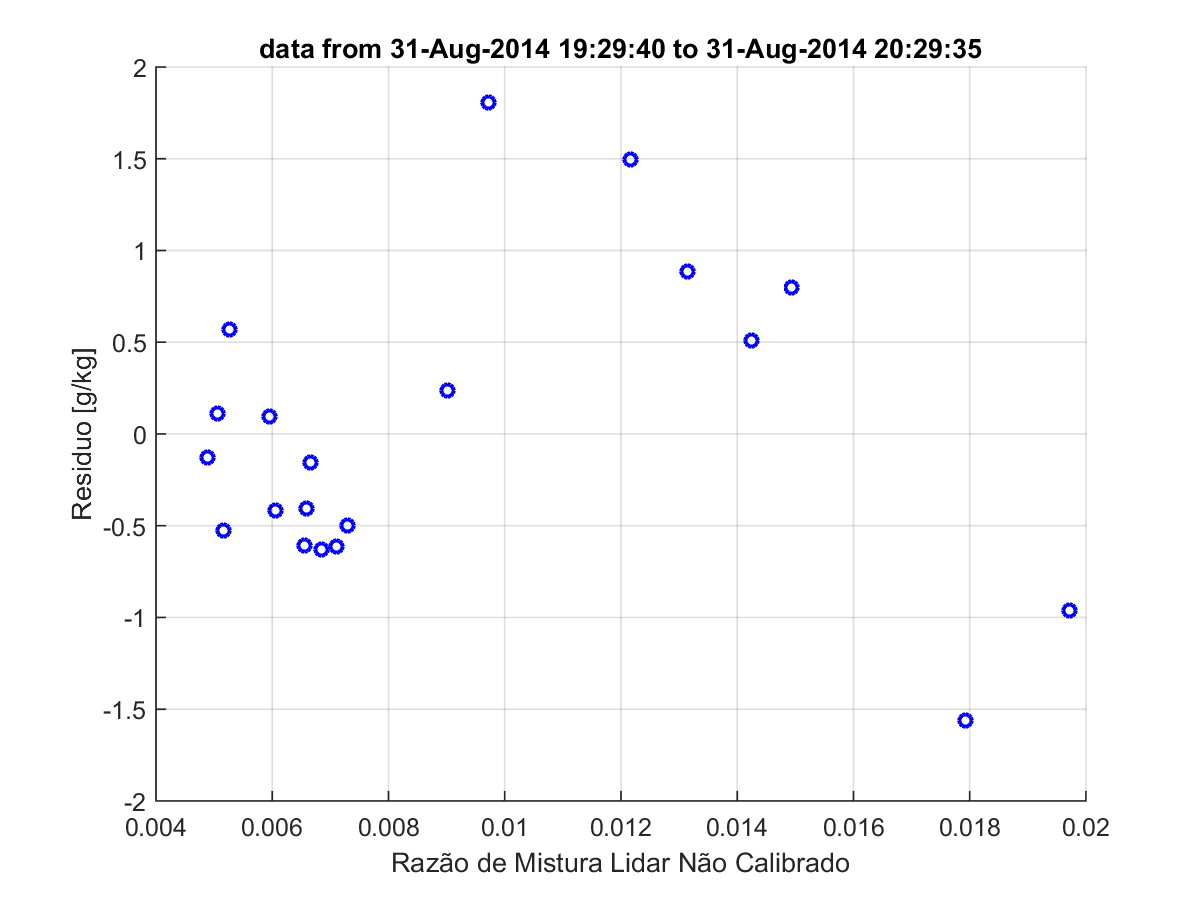 data from 31-Aug-2014 19:29:40 to 31-Aug-2014 20:29:35
2
1.5
1
0.5
0
-0.5
-1
-1.5
-2
Residuo [g/kg]
0.004 0.006 0.008 0.01 0.012 0.014 0.016 0.018 0.02
Razão de Mistura Lidar Não Calibrado